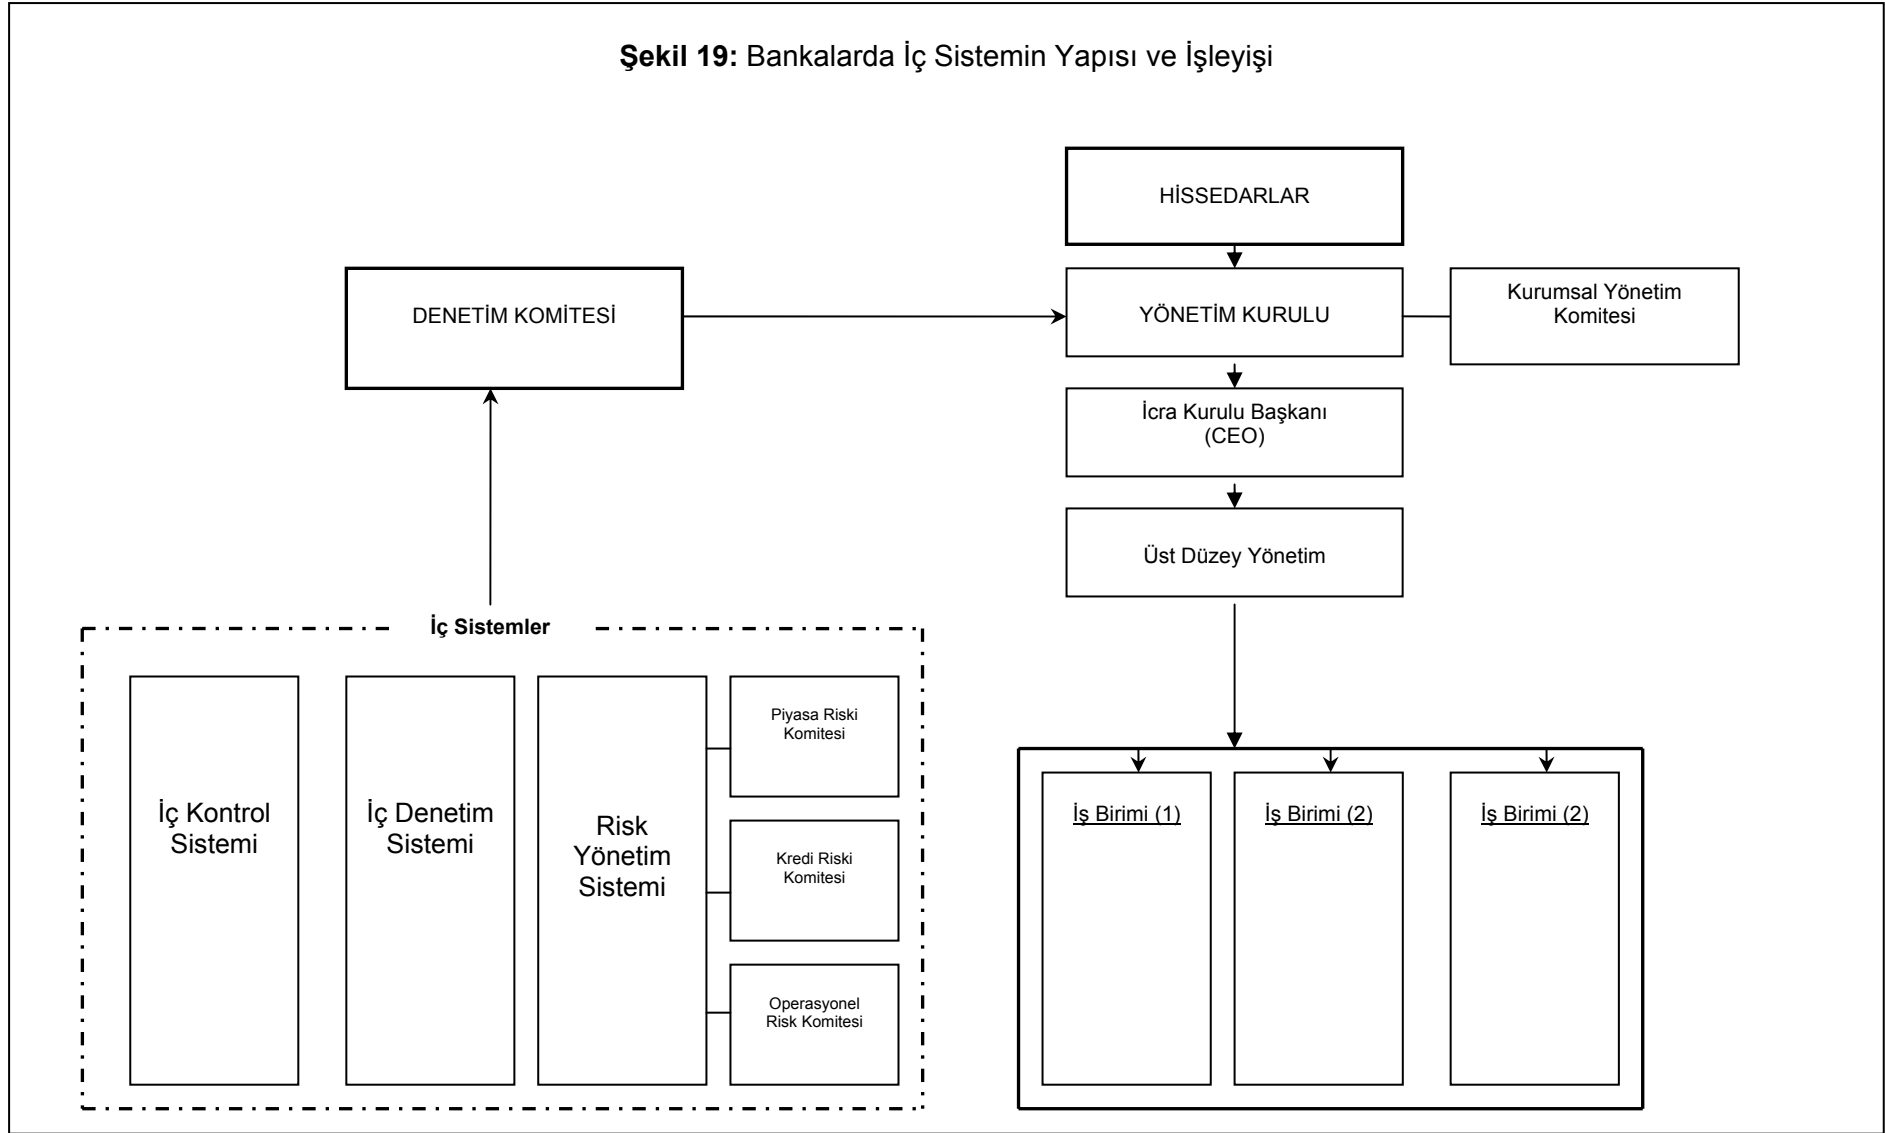 Şekil 19: Bankalarda İç Sistemin Yapısı ve İşleyişi
HİSSEDARLAR
DENETİM KOMİTESİ
YÖNETİM KURULU
Kurumsal Yönetim
Komitesi
İcra Kurulu Başkanı
(CEO)
Üst Düzey Yönetim
İç Sistemler
İç Kontrol
Sistemi
İç Denetim
Sistemi
Risk
Yönetim
Sistemi
Piyasa Riski
Komitesi
Kredi Riski
Komitesi
Operasyonel
Risk Komitesi
İş Birimi (1)
İş Birimi (2)
İş Birimi (2)